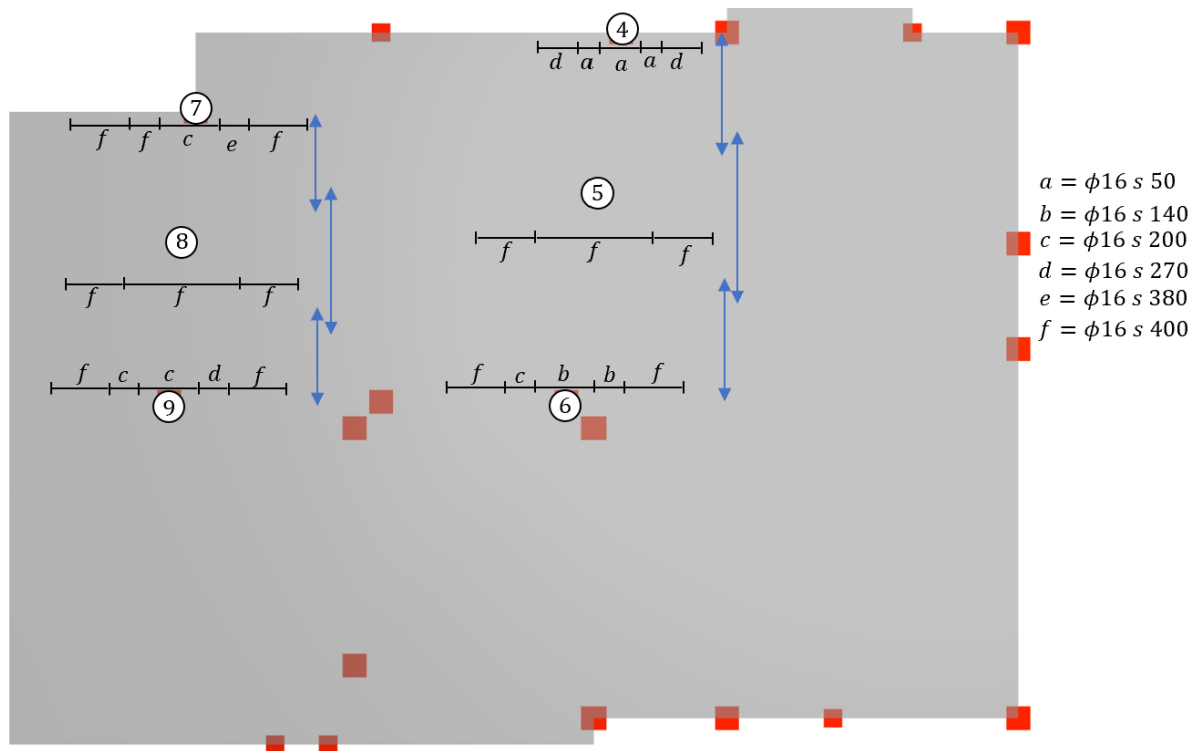 4
d a a a d
7
f f c e f
5
f f f
8
f f f
a = ϕ16 s 50
b = ϕ16 s 140
c = ϕ16 s 200
d = ϕ16 s 270
e = ϕ16 s 380
f = ϕ16 s 400
f c c d f
9
f c b b f
6